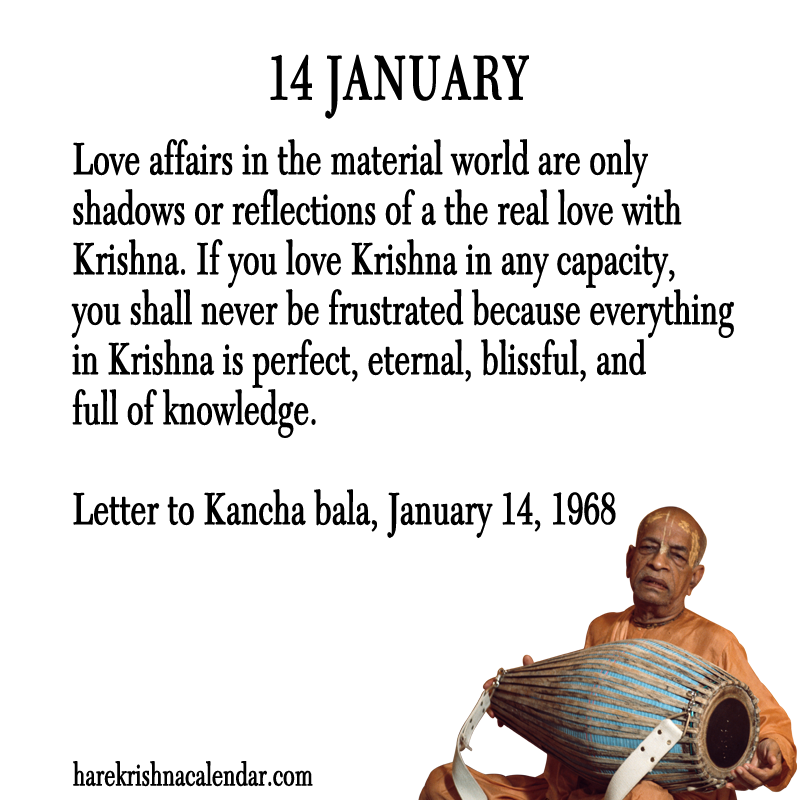 14 JANUARY
Love affairs in the material world are only
shadows or reflections of a the real love with
Krishna. If you love Krishna in any capacity,
you shall never be frustrated because everything
in Krishna is perfect, eternal, blissful, and
full of knowledge.
Letter to Kancha bala, January 14, 1968
harekrishnacalendar.com